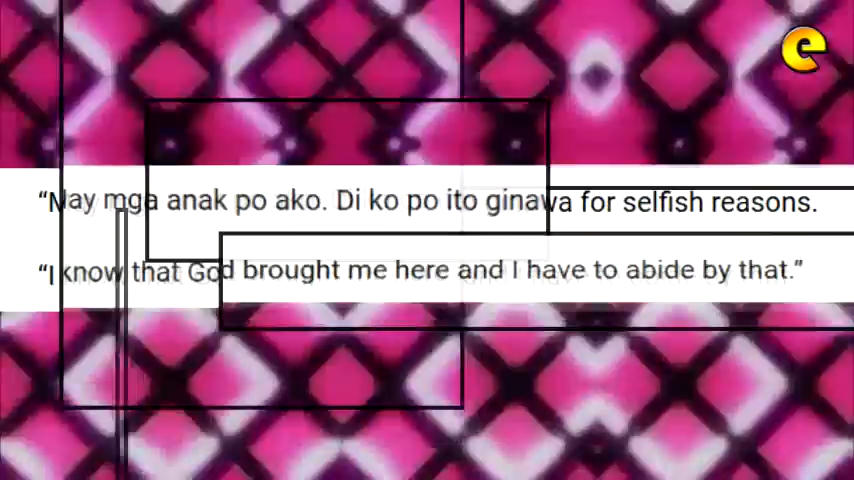 e
“May mga anak po ako. Di ko po ito ginawa for selfish reasons.
“I know that God brought me here and I have to abide by that.”